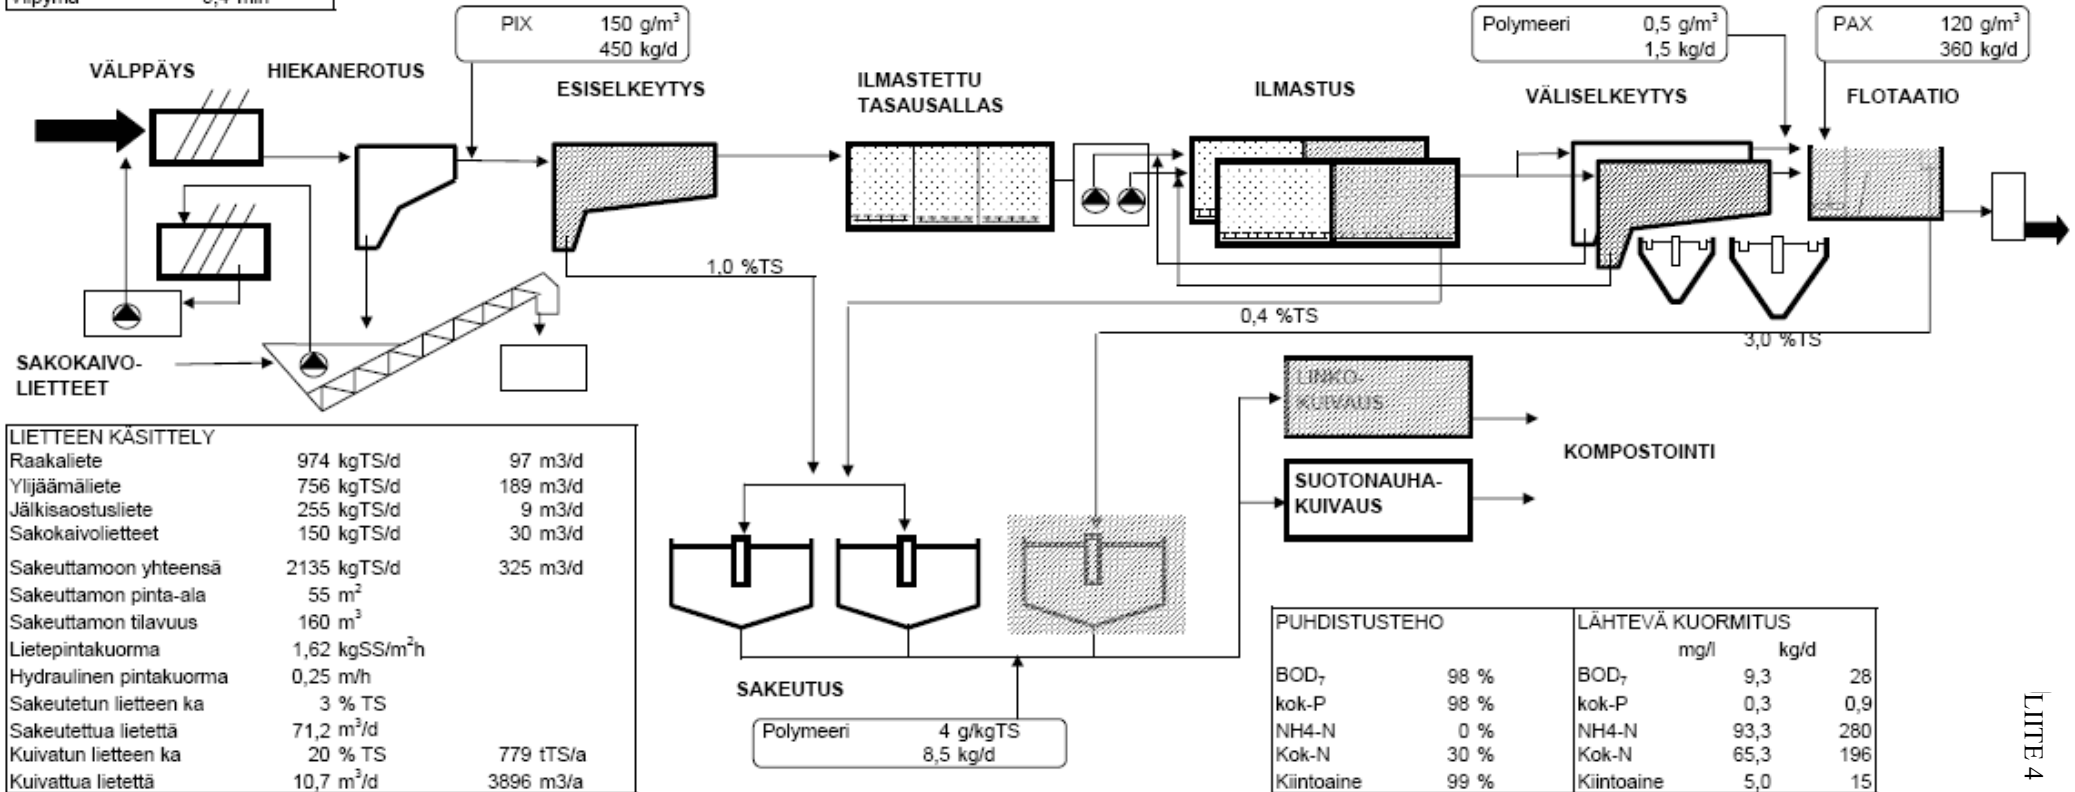 PIX 150 g/m³
450 kg/d
Polymeeri 0,5 g/m³
1,5 kg/d
PAX 120 g/m³
360 kg/d
VÄLPPÄYS
HIEKANEROTUS
ESISELKEYTYS
ILMASTETTU
TASAUSALLAS
ILMASTUS
VÄLISELKEYTYS
FLOTAATIO
1,0 %TS
0,4 %TS
3,0 %TS
SAKOKAIVO-
LIETTEET
LINKO-
KUIVAUS
SUOTONAUHA-
KUIVAUS
KOMPOSTOINTI
LIETTEEN KÄSITTELY
Raakaliete 974 kgTS/d 97 m3/d
Ylijäämäliete 756 kgTS/d 189 m3/d
Jälkisaostusliete 255 kgTS/d 9 m3/d
Sakokaivolietteet 150 kgTS/d 30 m3/d
Sakeuttamoon yhteensä 2135 kgTS/d 325 m3/d
Sakeuttamon pinta-ala 55 m²
Sakeuttamon tilavuus 160 m³
Lietepintakuorma 1,62 kgSS/m²h
Hydraulinen pintakuorma 0,25 m/h
Sakeutetun lietteen ka 3 % TS
Sakeutettua lietettä 71,2 m³/d
Kuivatun lietteen ka 20 % TS 779 tTS/a
Kuivattua lietettä 10,7 m³/d 3896 m3/a
SAKEUTUS
Polymeeri 4 g/kgTS
8,5 kg/d
PUHDISTUSTEHO
BOD₇ 98 %
kok-P 98 %
NH4-N 0 %
Kok-N 30 %
Kiintoaine 99 %
LÄHTEVÄ KUORMITUS
mg/l kg/d
BOD₇ 9,3 28
kok-P 0,3 0,9
NH4-N 93,3 280
Kok-N 65,3 196
Kiintoaine 5,0 15
LIITE 4